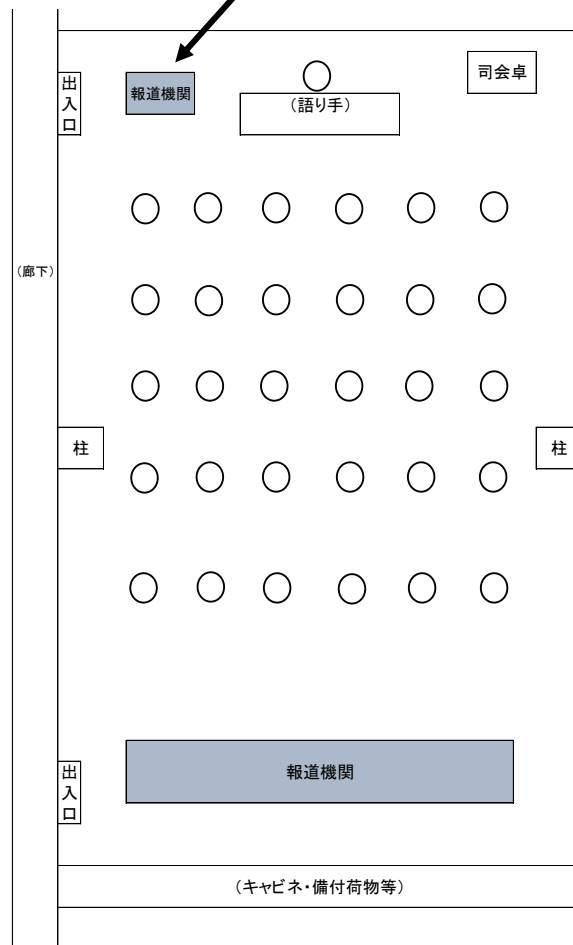 出入口
報道機関
(語り手)
司会卓
(廊下)
柱
柱
出入口
報道機関
(キャビネ・備付荷物等)